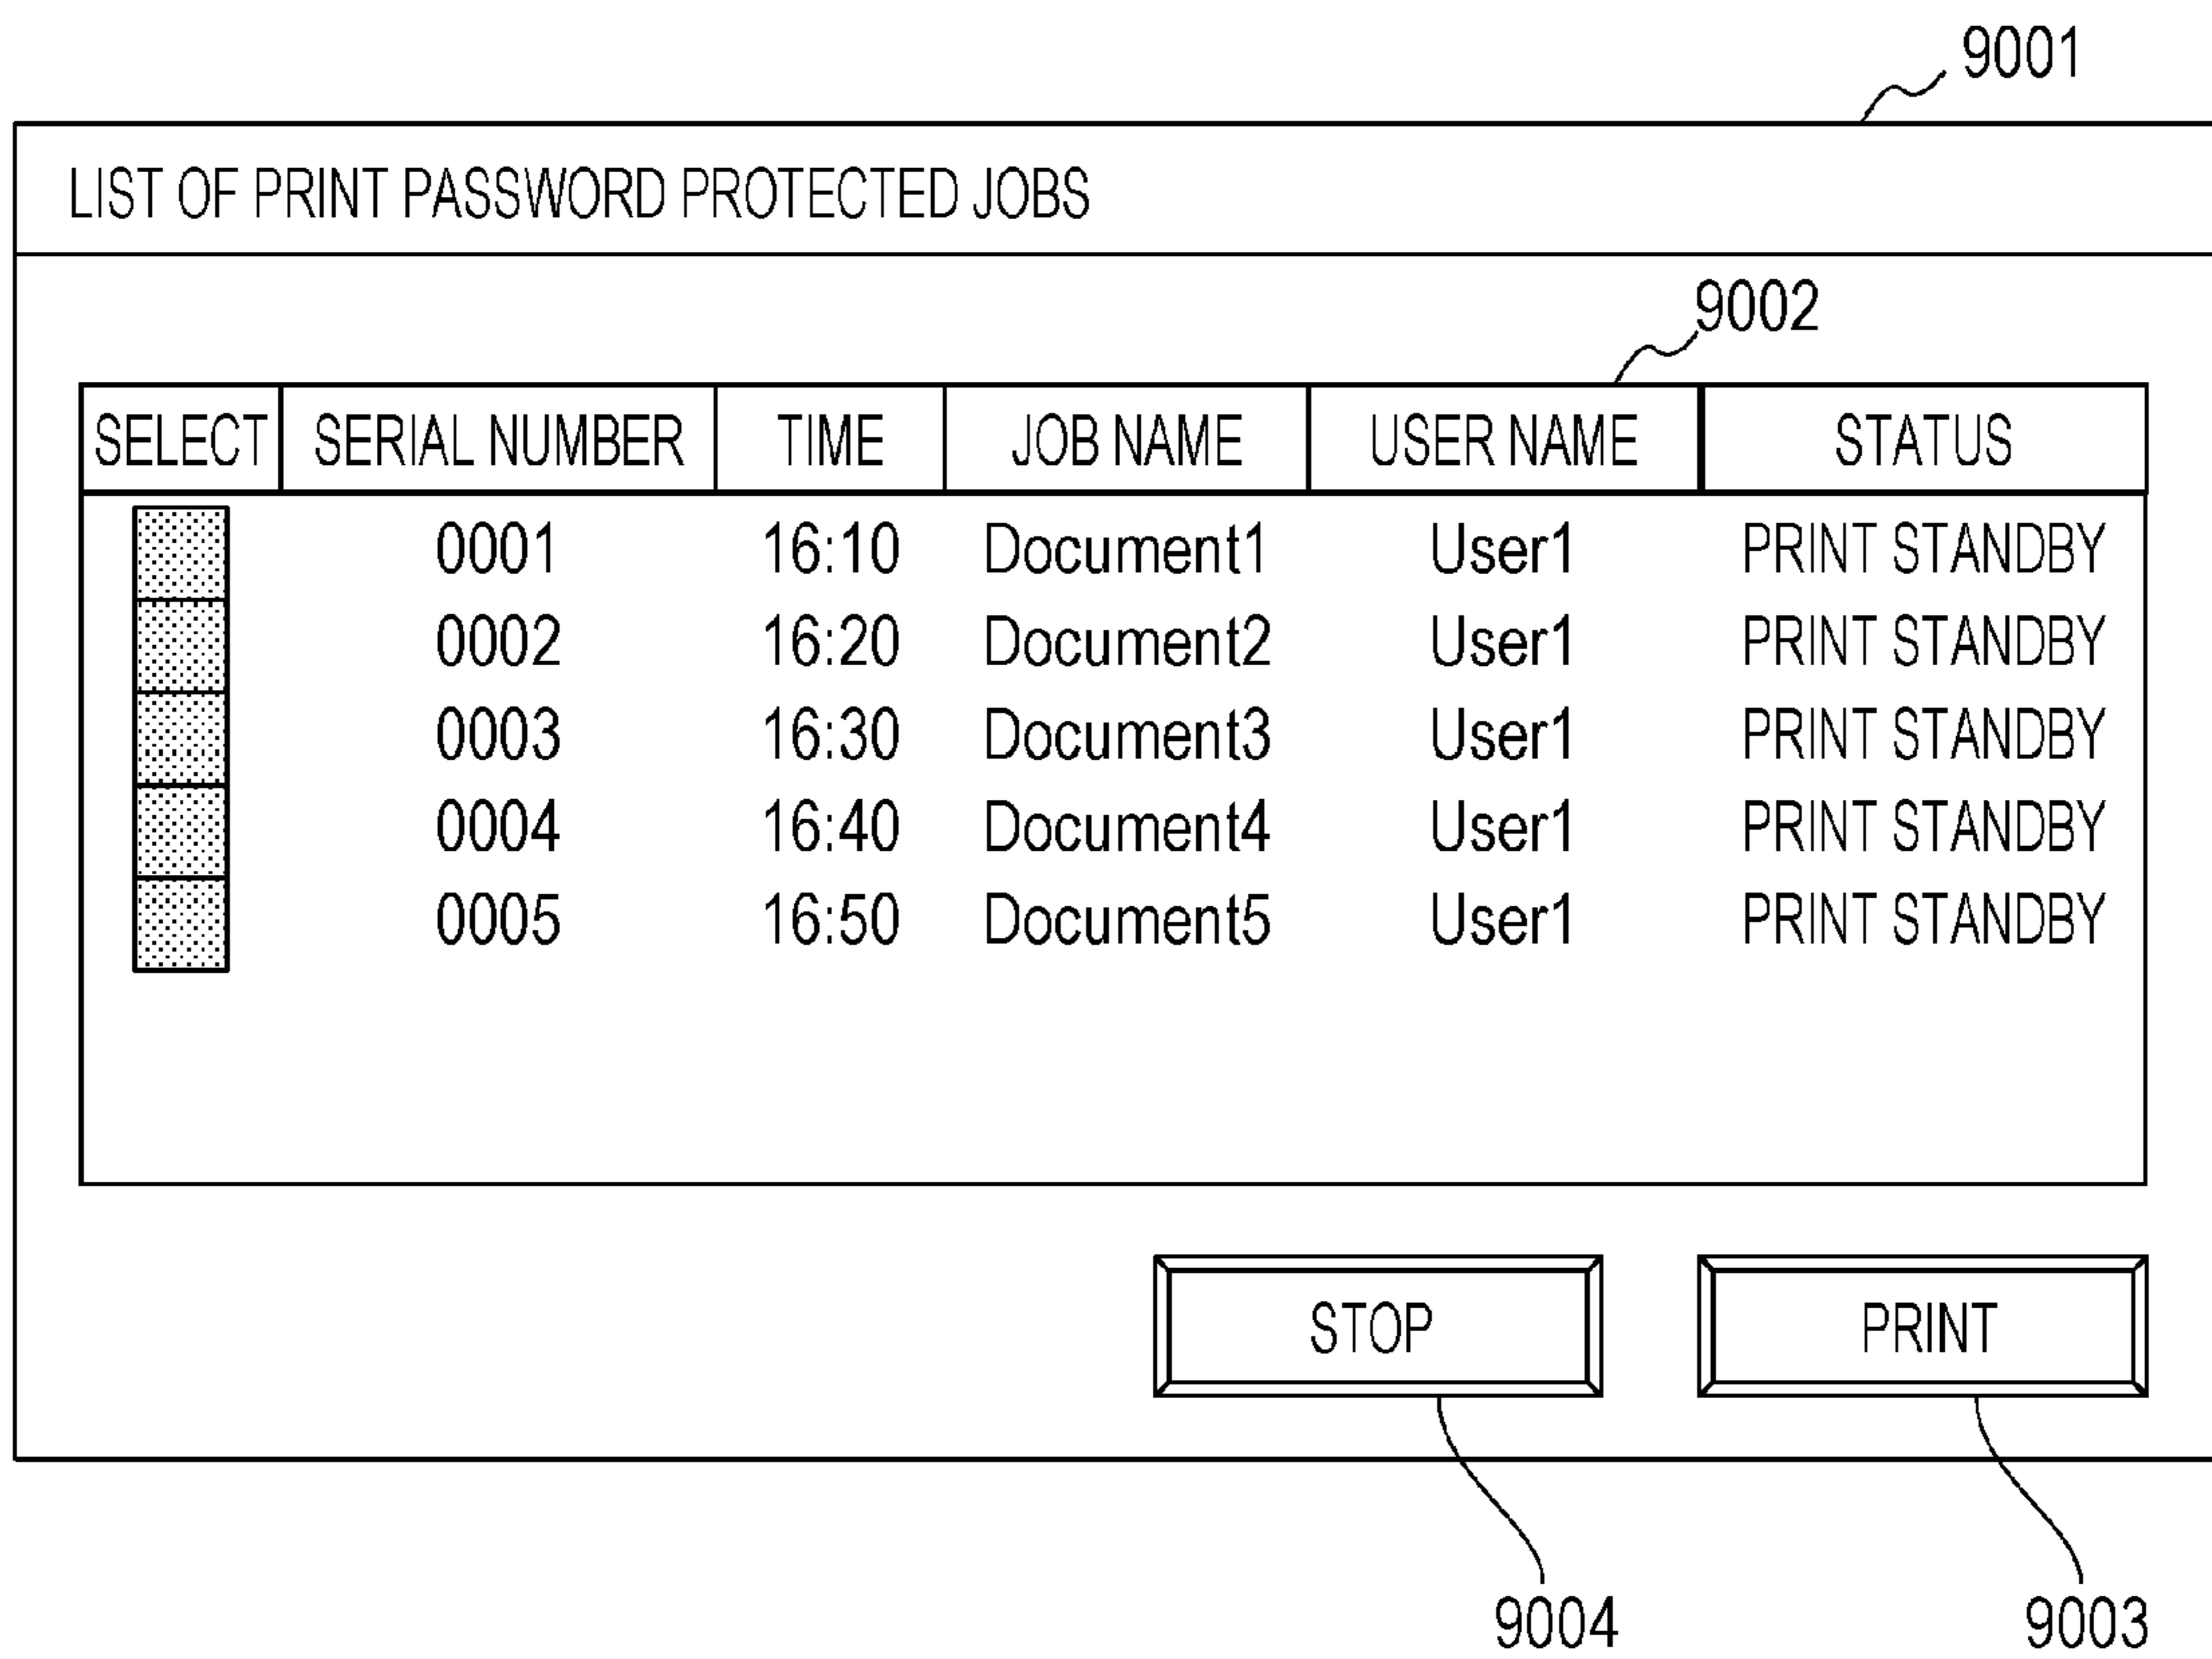 9001
LIST OF PRINT PASSWORD PROTECTED JOBS
9002
SELECT SERIAL NUMBER TIME JOB NAME USER NAME STATUS
0001 16:10 Document1 User1 PRINT STANDBY
0002 16:20 Document2 User1 PRINT STANDBY
0003 16:30 Document3 User1 PRINT STANDBY
0004 16:40 Document4 User1 PRINT STANDBY
0005 16:50 Document5 User1 PRINT STANDBY
STOP PRINT
9004 9003